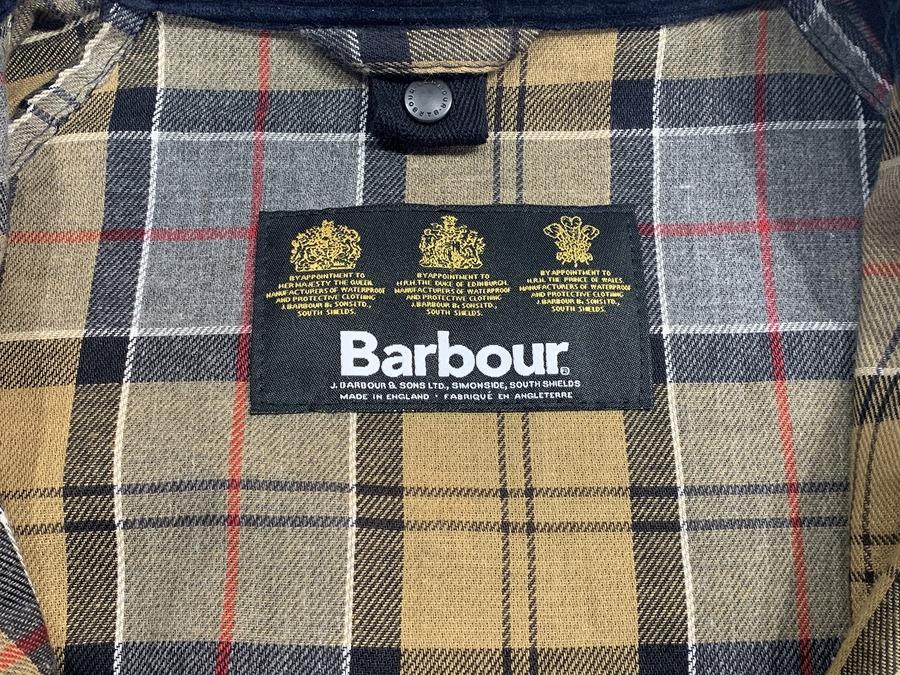 BARBOUR
BY APPOINTMENT TO
HER MAJESTY THE QUEEN
MANUFACTURERS OF WATERPROOF
AND PROTECTIVE CLOTHING
J.BARBOUR & SONS LTD.,
SOUTH SHIELDS.
BY APPOINTMENT TO
H.R.H. THE DUKE OF EDINBURGH,
MANUFACTURERS OF WATERPROOF
AND PROTECTIVE CLOTHING
J.BARBOUR & SONS LTD.,
SOUTH SHIELDS.
BY APPOINTMENT TO
H.R.H. THE PRINCE OF WALES
MANUFACTURERS OF WATERPROOF
AND PROTECTIVE CLOTHING
J.BARBOUR & SONS LTD.,
SOUTH SHIELDS.
Barbour®
J. BARBOUR & SONS LTD., SIMONSIDE, SOUTH SHIELDS
MADE IN ENGLAND · FABRIQUÉ EN ANGLETERRE